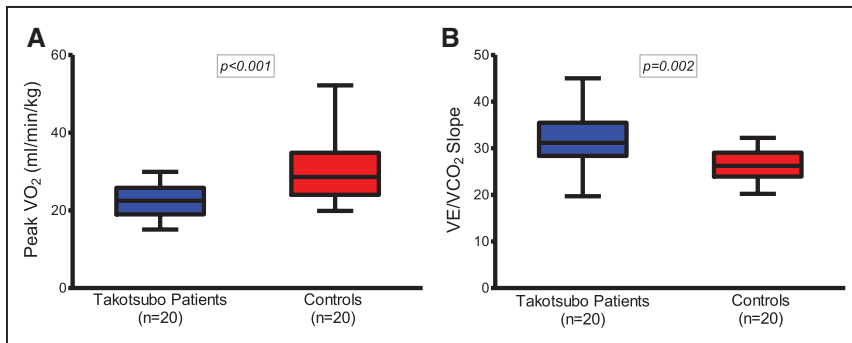 A
Peak VO₂ (ml/min/kg)
60
40
20
0
p<0.001
Takotsubo Patients
(n=20)
Controls
(n=20)
B
VE/VCO₂ Slope
50
40
30
20
10
0
p=0.002
Takotsubo Patients
(n=20)
Controls
(n=20)